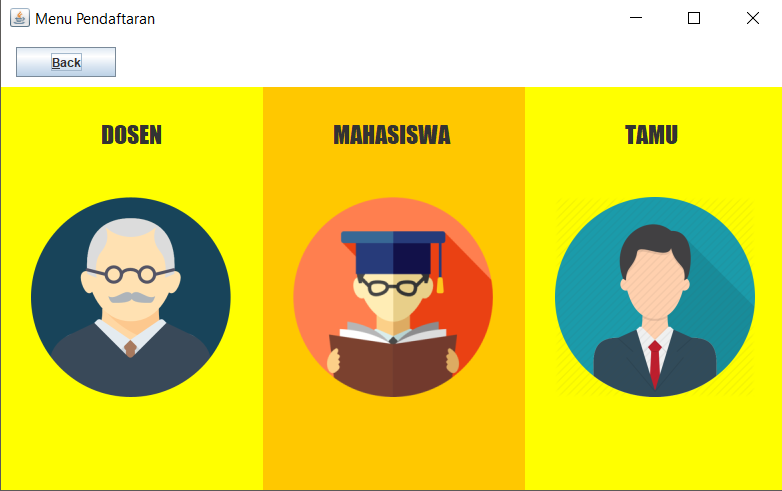 Menu Pendaftaran
Back
DOSEN
MAHASISWA
TAMU